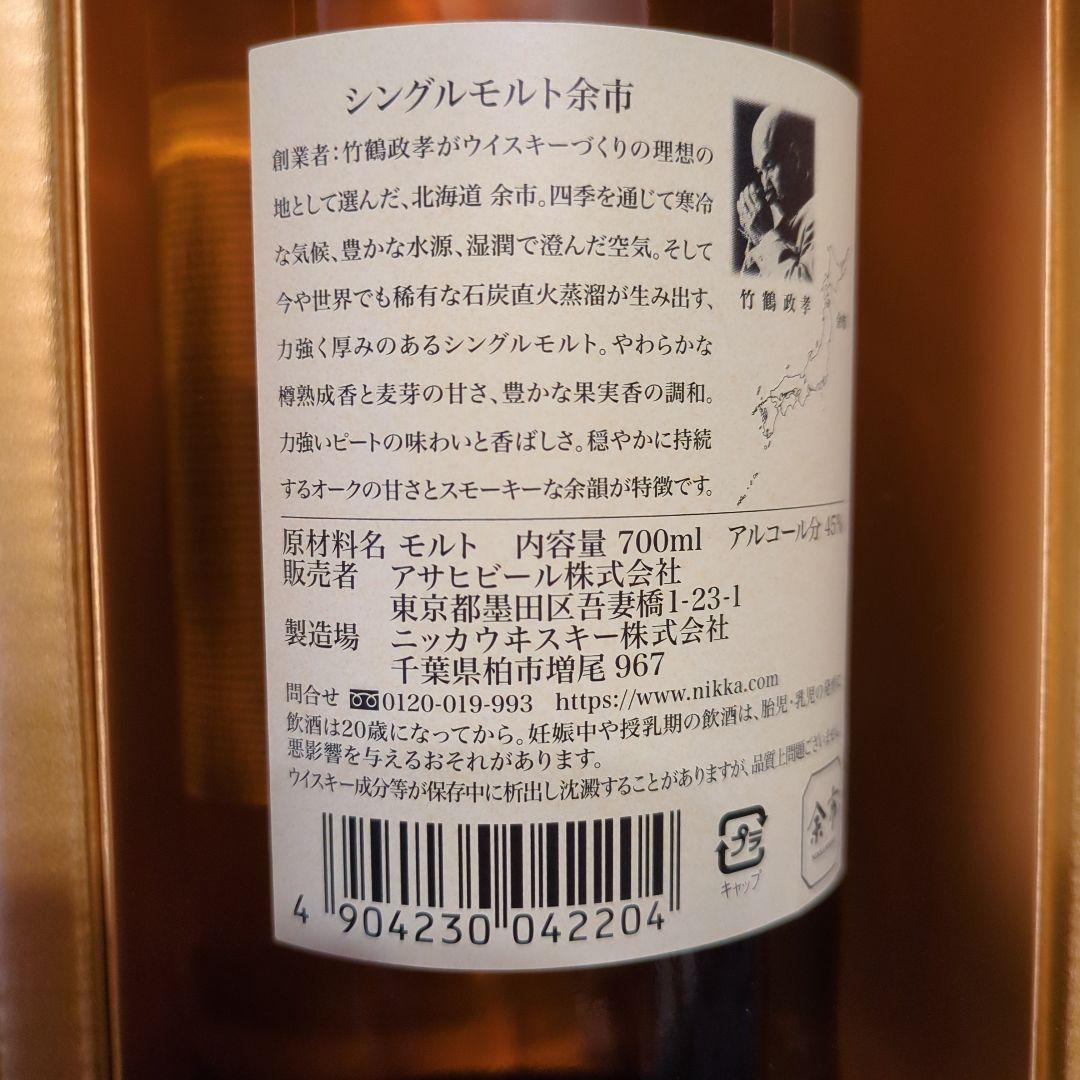 シングルモルト余市
創業者:竹鶴政孝がウイスキーづくりの理想の
地として選んだ、北海道 余市。四季を通じて寒冷
な気候、豊かな水源、湿潤で澄んだ空気。そして
今や世界でも稀有な石炭直火蒸溜が生み出す、
力強く厚みのあるシングルモルト。やわらかな
樽熟成香と麦芽の甘さ、豊かな果実香の調和。
力強いピートの味わいと香ばしさ。穏やかに持続
するオークの甘さとスモーキーな余韻が特徴です。
竹鶴政孝
原材料名 モルト 内容量 700ml アルコール分 45%
販売者 アサヒビール株式会社
東京都墨田区吾妻橋1-23-1
製造場 ニッカウヰスキー株式会社
千葉県柏市増尾 967
問合せ 0120-019-993 https://www.nikka.com
飲酒は20歳になってから。妊娠中や授乳期の飲酒は、胎児・乳児の発育に
悪影響を与えるおそれがあります。
ウイスキー成分等が保存中に析出し沈澱することがありますが、品質上問題ございません。
4 904230 042204
プラ
キャップ
余市